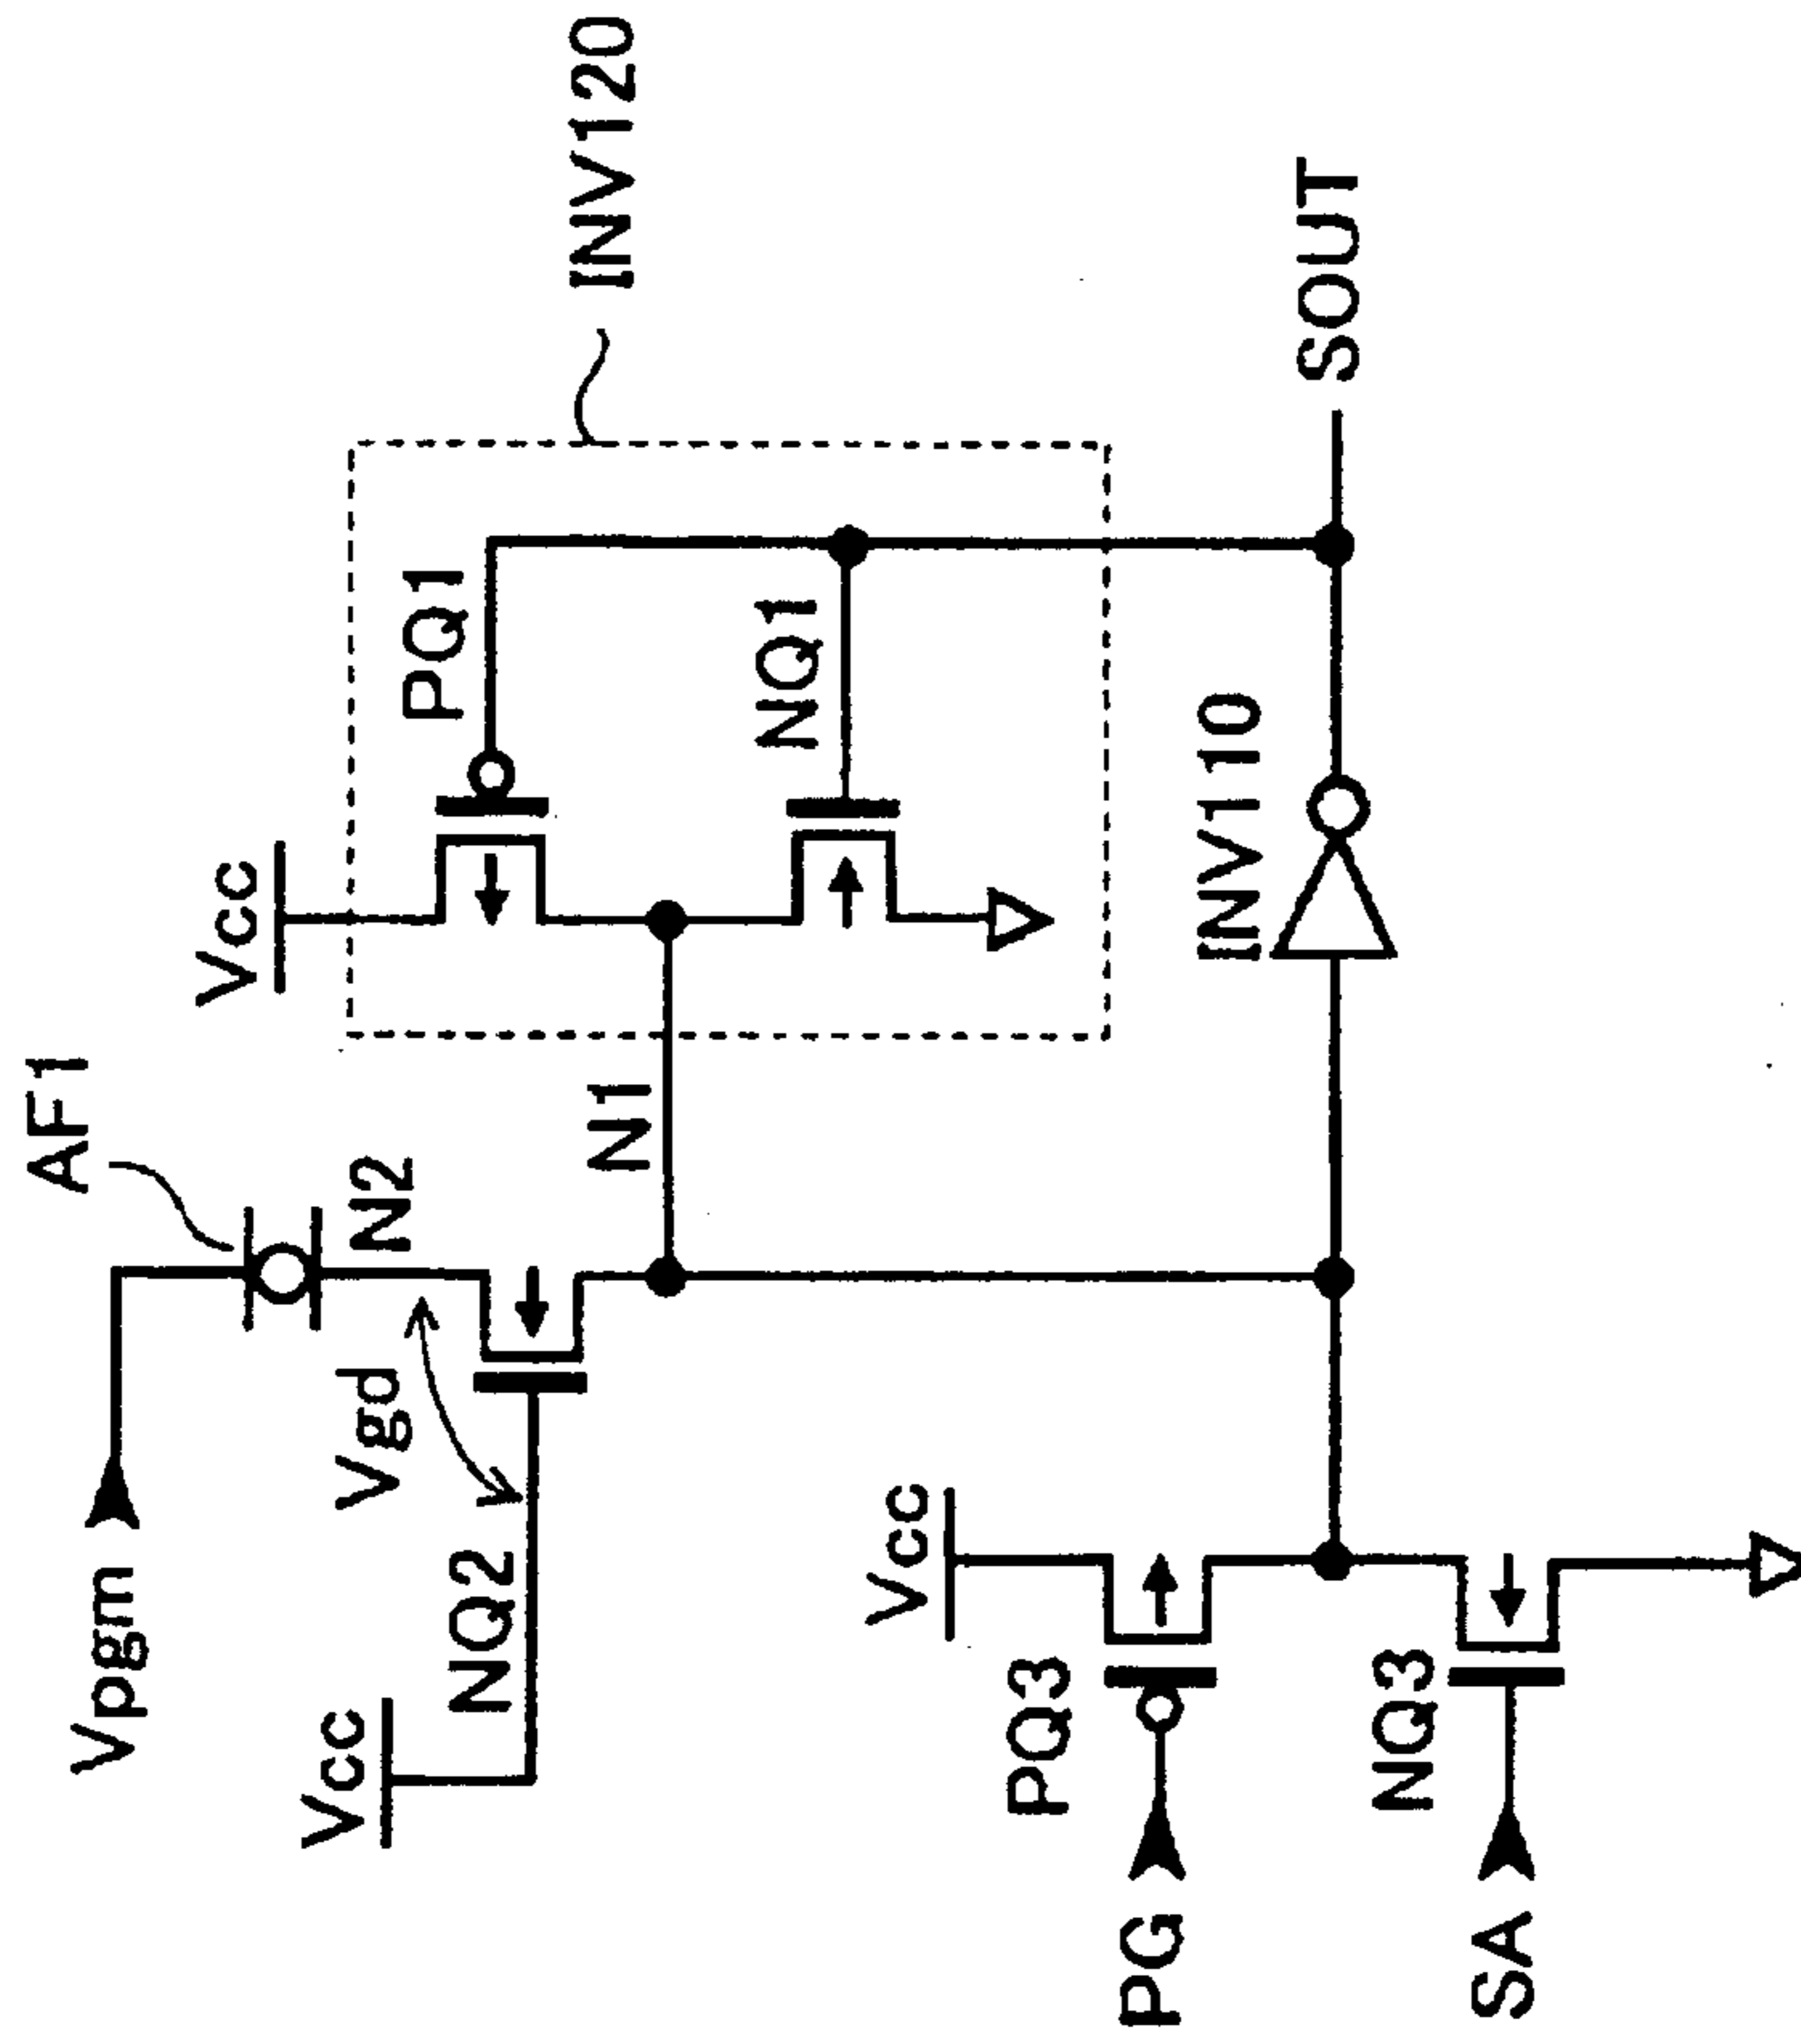 Vpgm
AF1
Vcc
Vgd
N2
Vcc
NQ2
N1
PQ1
INV120
NQ1
Vcc
PQ3
PG
INV110
SOUT
NQ3
SA